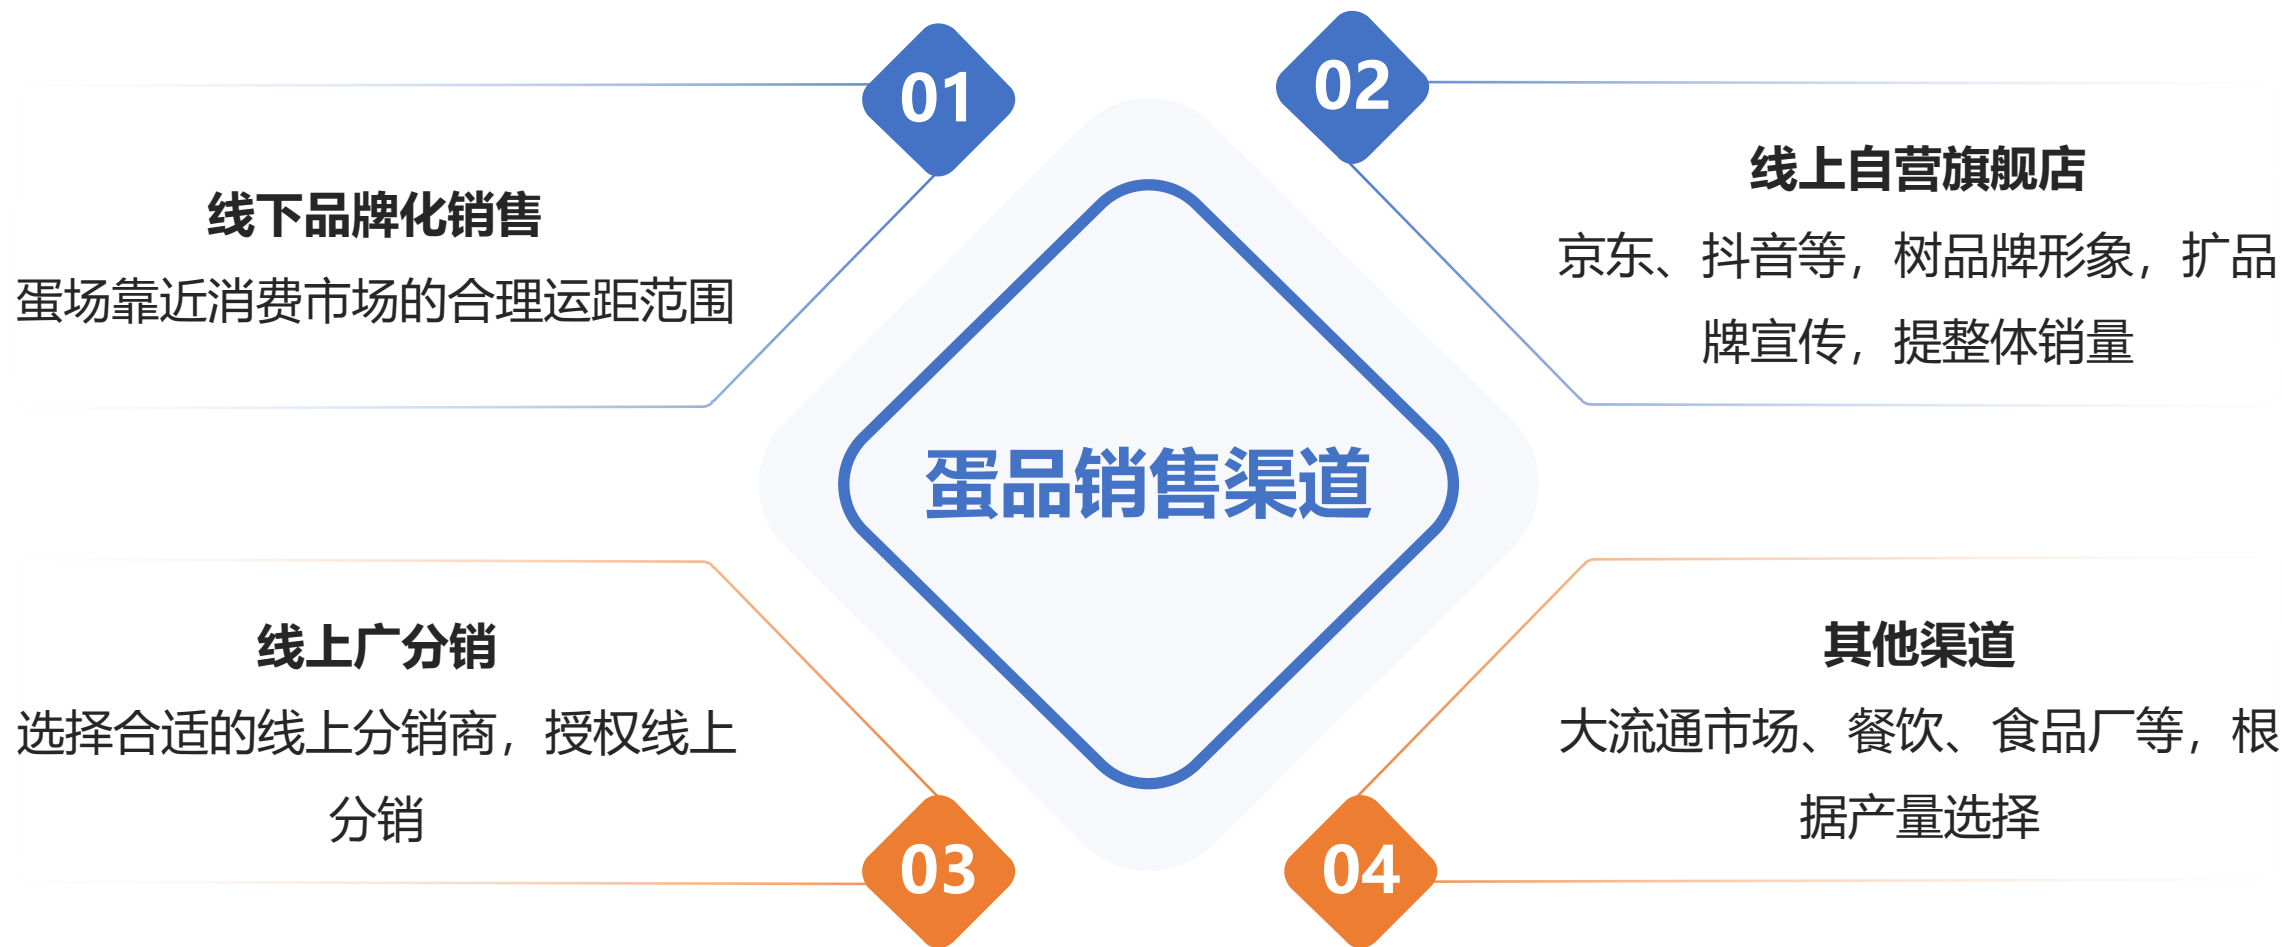 01
线下品牌化销售
蛋场靠近消费市场的合理运距范围
02
线上自营旗舰店
京东、抖音等，树品牌形象，扩品
牌宣传，提整体销量
蛋品销售渠道
线上广分销
选择合适的线上分销商，授权线上
分销
03
其他渠道
大流通市场、餐饮、食品厂等，根
据产量选择
04